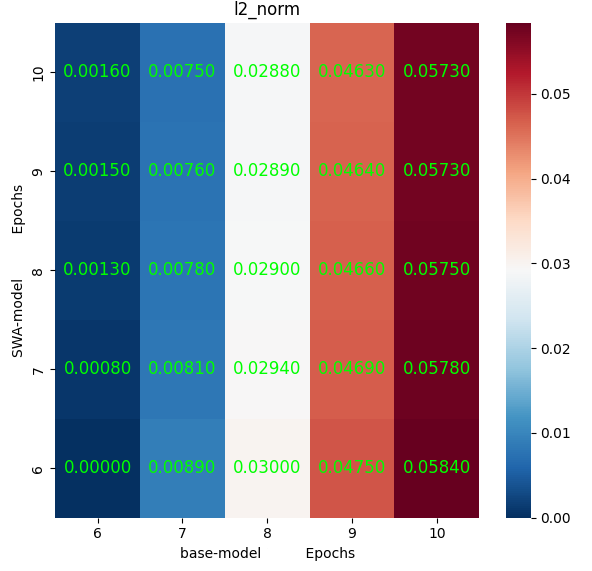 l2_norm
10 0.00160 0.00750 0.02880 0.04630 0.05730
9 0.00150 0.00760 0.02890 0.04640 0.05730
8 0.00130 0.00780 0.02900 0.04660 0.05750
7 0.00080 0.00810 0.02940 0.04690 0.05780
6 0.00000 0.00890 0.03000 0.04750 0.05840
SWA-model Epochs
6 7 8 9 10
base-model Epochs
0.05
0.04
0.03
0.02
0.01
0.00